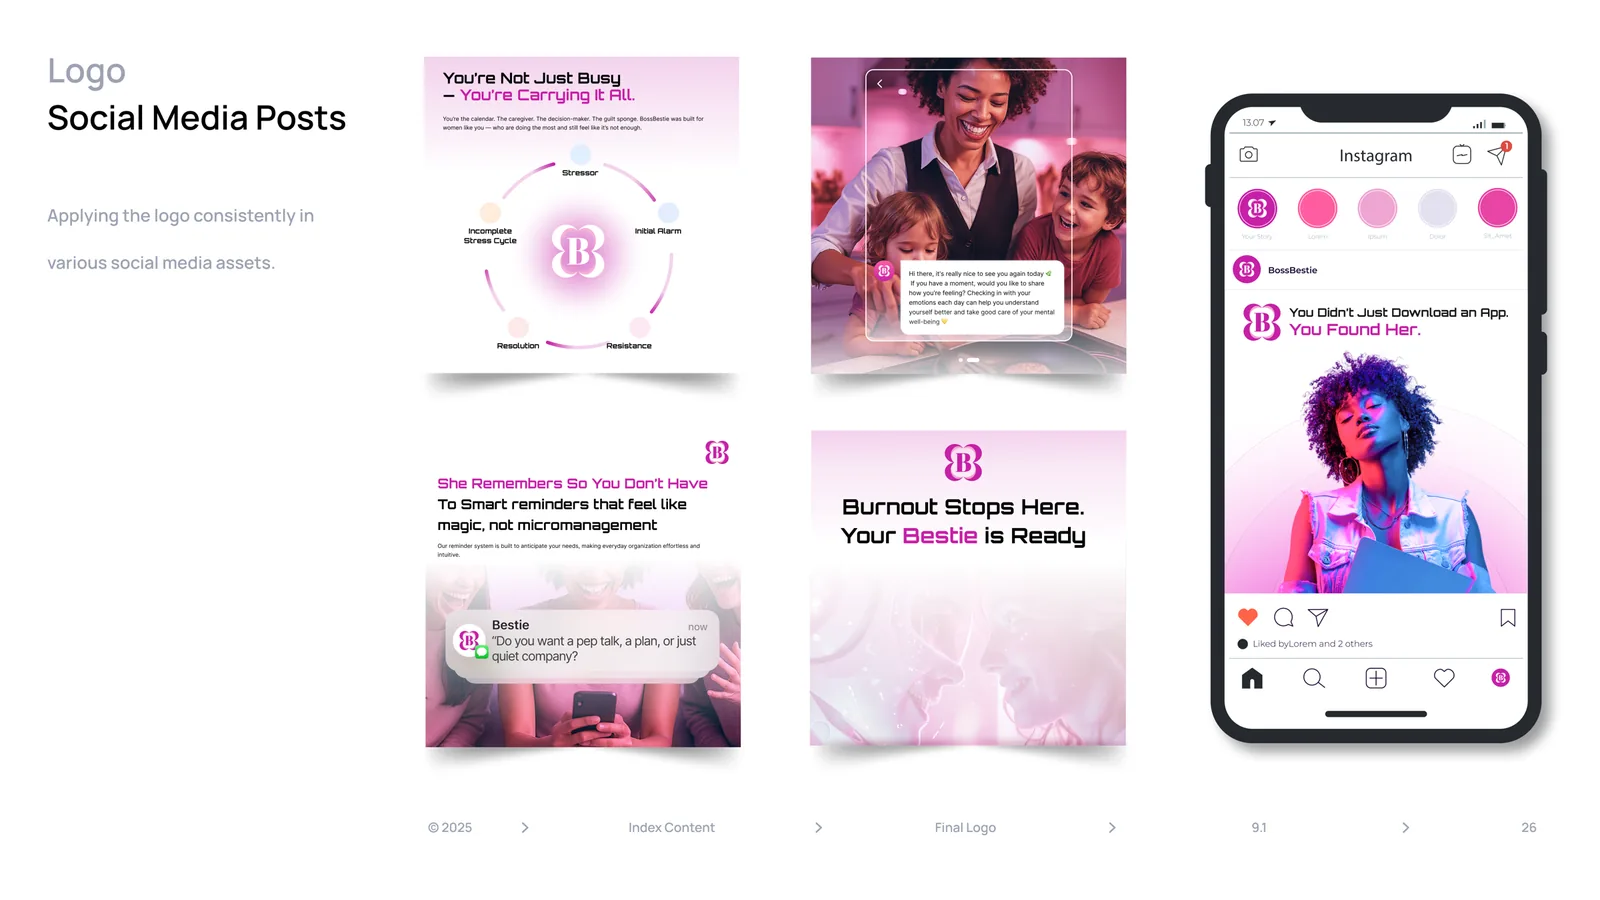 Logo
Social Media Posts
Applying the logo consistently in
various social media assets.
You're Not Just Busy
— You're Carrying It All.
You're the calendar. The caregiver. The decision-maker. The guilt sponge. BossBestie was built for
women like you — who are doing the most and still feel like it's not enough.
Stressor
Incomplete
Stress Cycle
Initial Alarm
B
Resolution
Resistance
B
Hi there, it's really nice to see you again today 🌿
If you have a moment, would you like to share
how you're feeling? Checking in with your
emotions each day can help you understand
yourself better and take good care of your mental
well-being 💛
B
She Remembers So You Don't Have
To Smart reminders that feel like
magic, not micromanagement
Our reminder system is built to anticipate your needs, making everyday organization effortless and
intuitive.
B
Bestie
now
"Do you want a pep talk, a plan, or just
quiet company?
B
Burnout Stops Here.
Your Bestie is Ready
13.07
Instagram
1
B
Your Story
Lorem
Ipsum
Dolor
B
BossBestie
B
You Didn't Just Download an App.
You Found Her.
Liked byLorem and 2 others
B
© 2025
Index Content
Final Logo
9.1
26